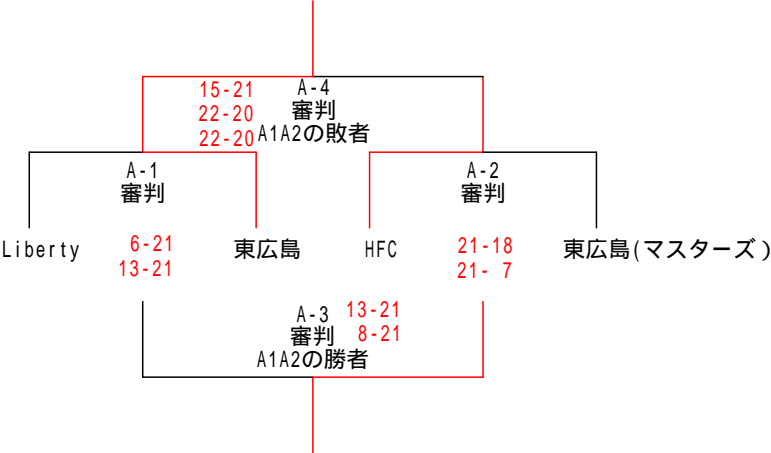 15-21
22-20
22-20
A-4
審判
A1A2の敗者
A-1
審判
A-2
審判
Liberty
6-21
13-21
東広島
HFC
21-18
21- 7
東広島(マスターズ)
A-3
審判
A1A2の勝者
13-21
8-21